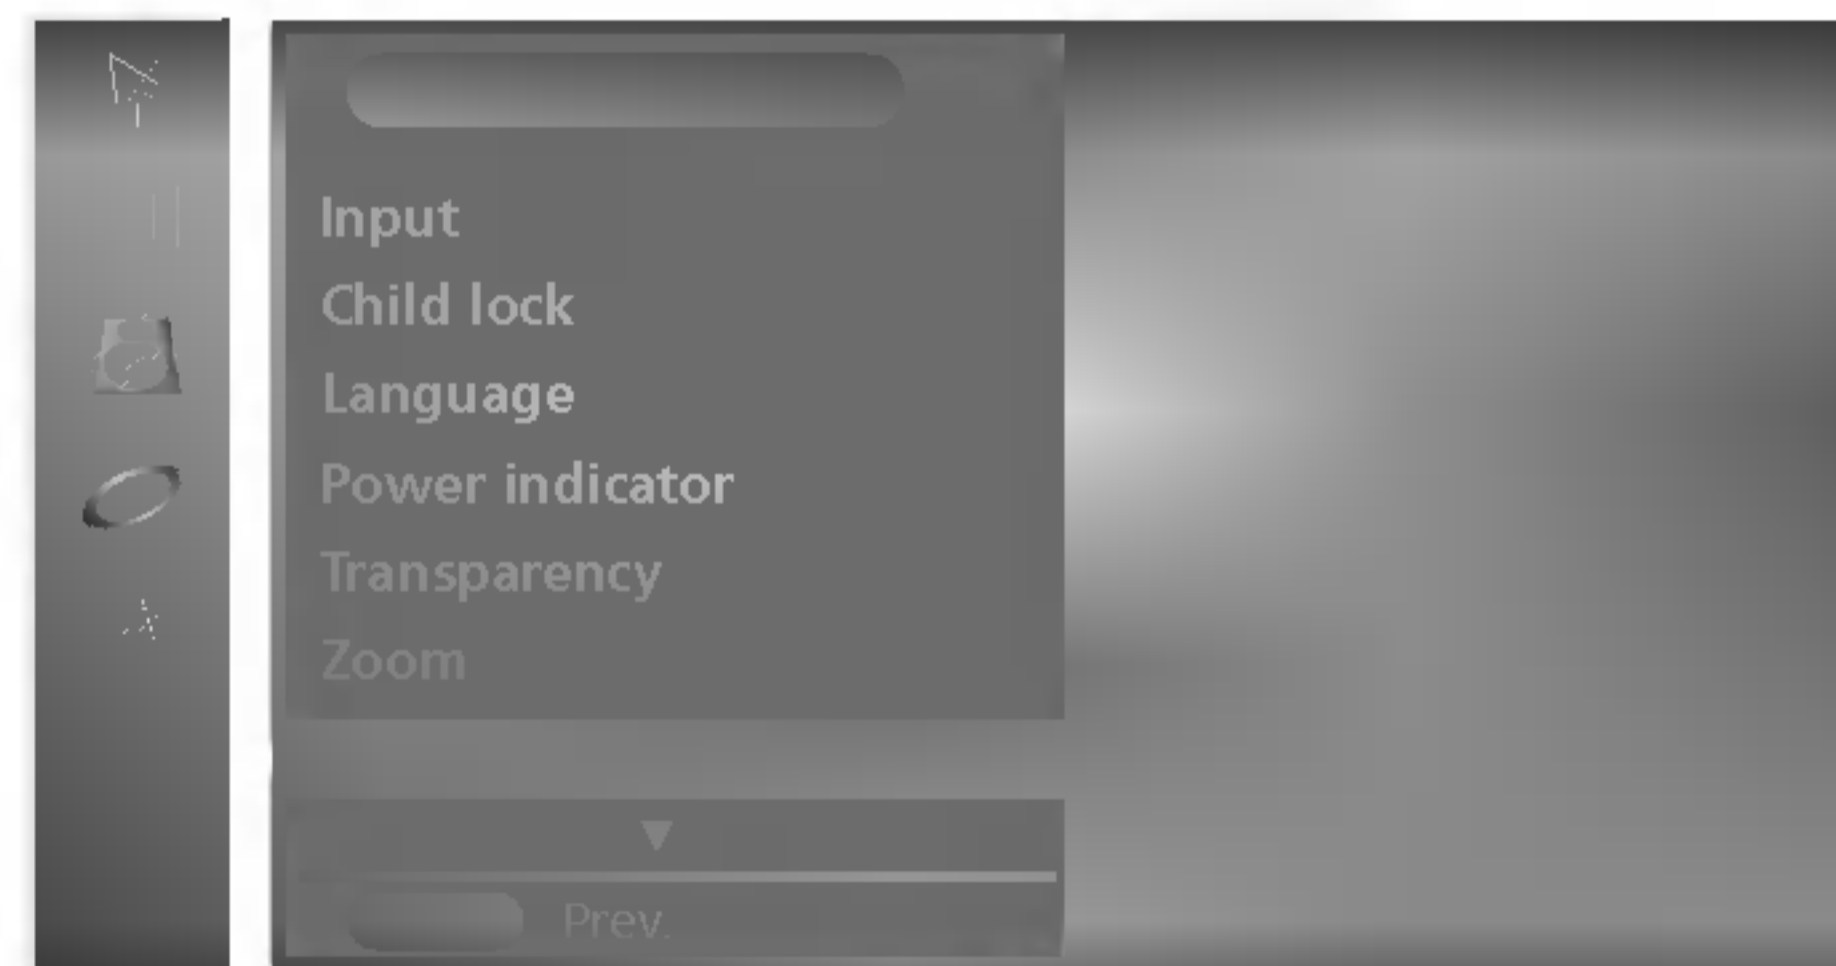 Input
Child lock
Language
Power indicator
Transparency
Zoom
Prev.